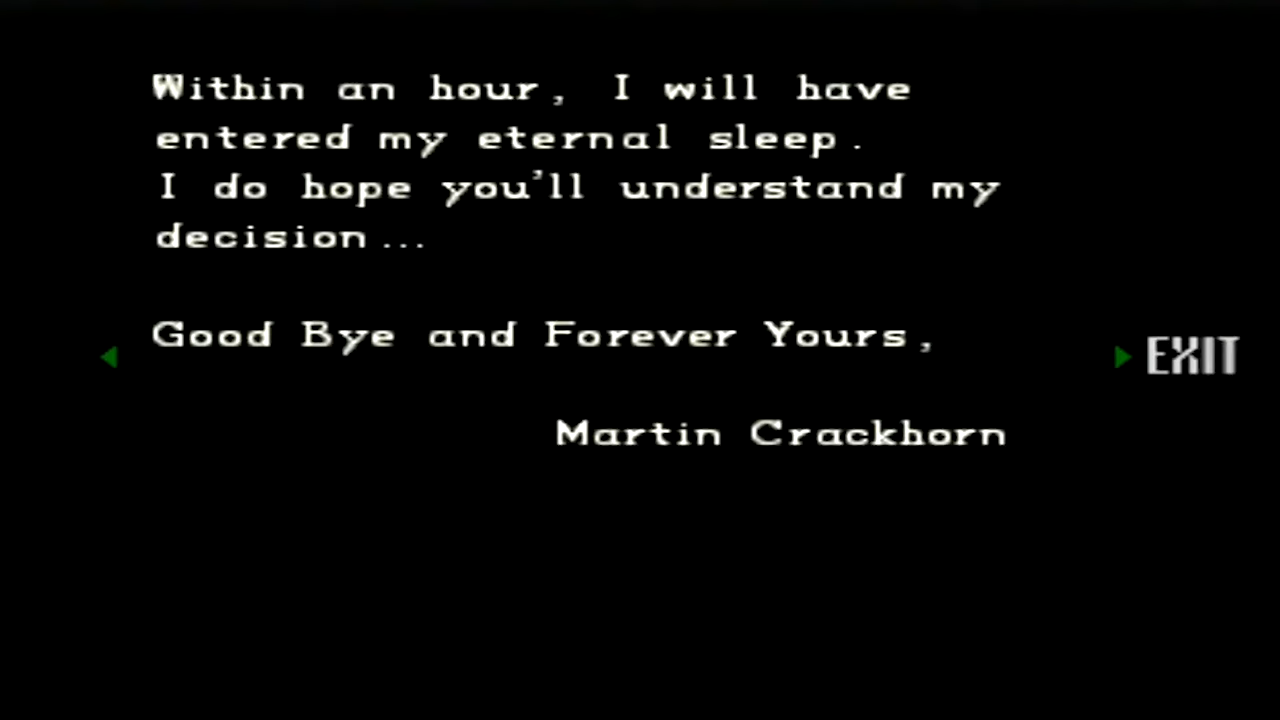 Within an hour, I will have
entered my eternal sleep.
I do hope you'll understand my
decision...
Good Bye and Forever Yours,
EXIT
Martin Crackhorn